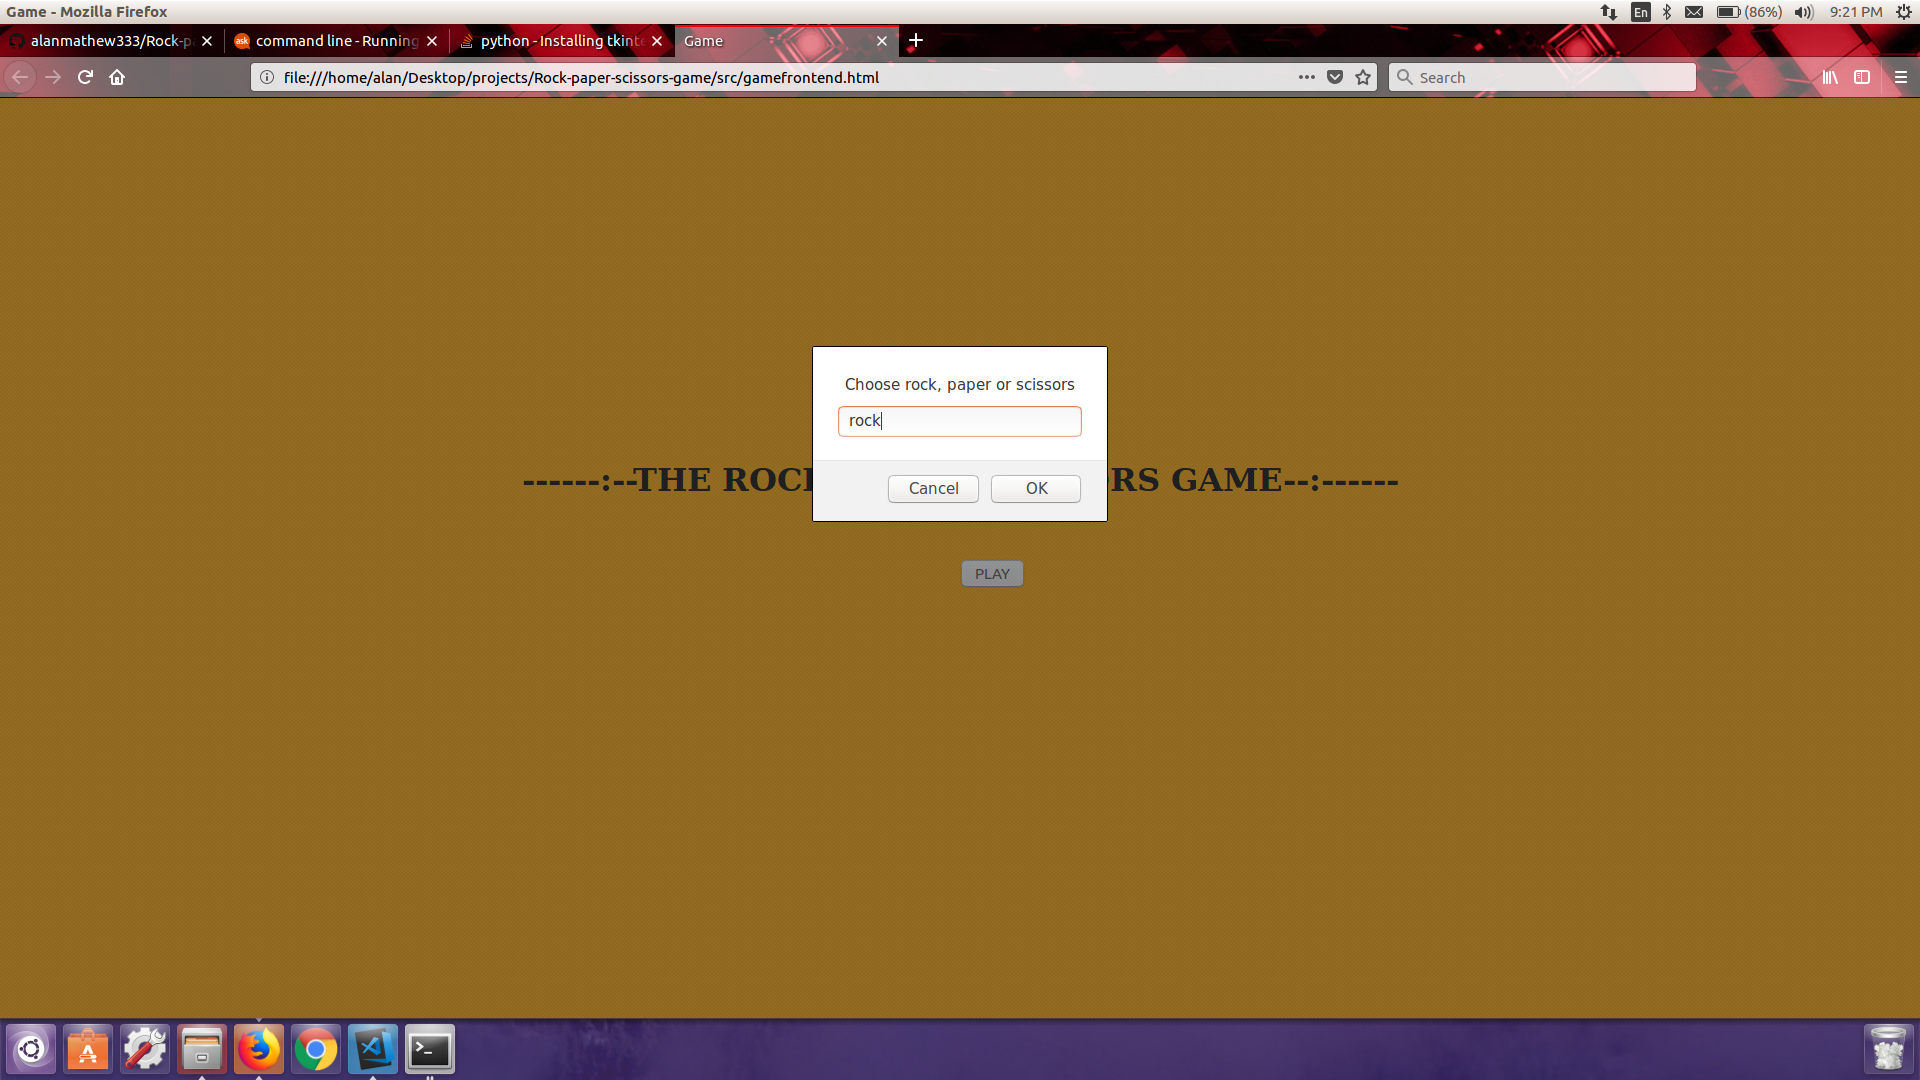 Game - Mozilla Firefox
En
(86%)
9:21 PM
alanmathew333/Rock-p
ask
command line - Running
python - Installing tkint
Game
file:///home/alan/Desktop/projects/Rock-paper-scissors-game/src/gamefrontend.html
Search
Choose rock, paper or scissors
rock
------:--THE ROC
ORS GAME--:------
Cancel
OK
PLAY